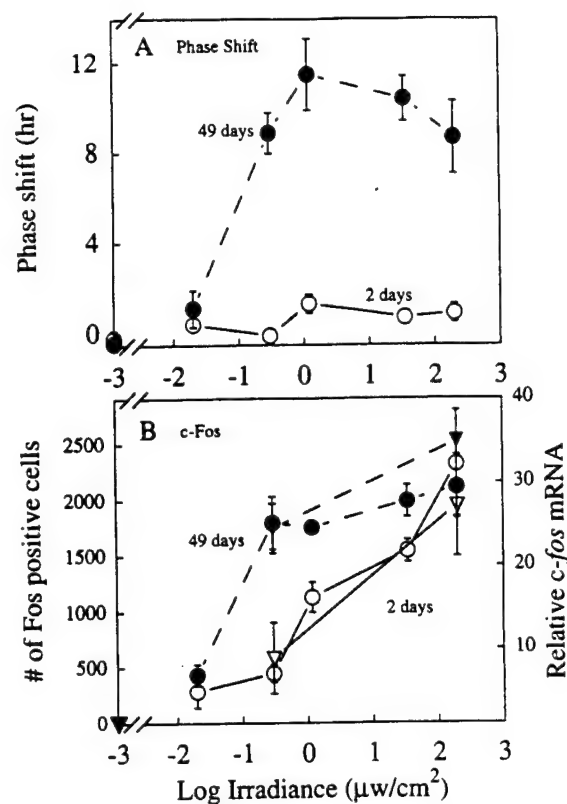 A Phase Shift
Phase shift (hr)
12
8
4
0
49 days
2 days
-3 -2 -1 0 1 2 3
B c-Fos
# of Fos positive cells
2500
2000
1500
1000
500
0
49 days
2 days
40
30
20
10
Relative c-fos mRNA
-3 -2 -1 0 1 2 3
Log Irradiance (μw/cm²)